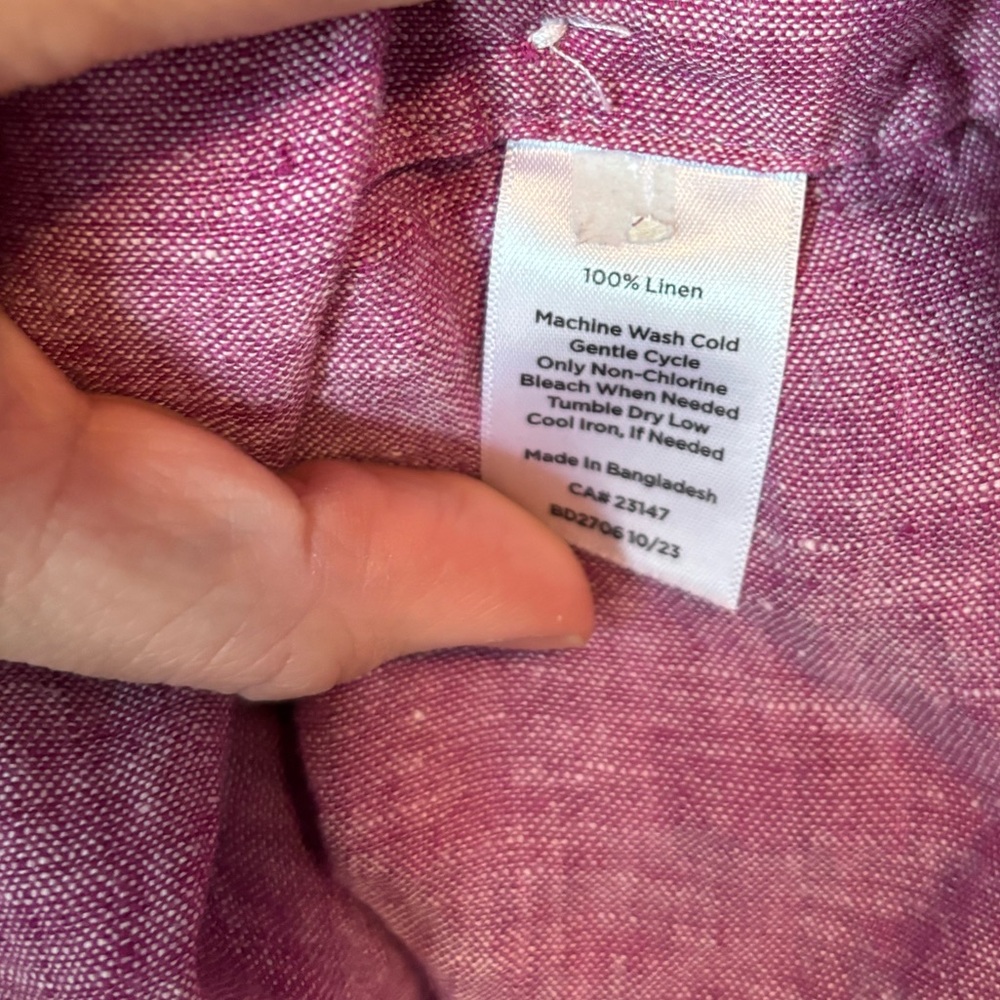 100% Linen
Machine Wash Cold
Gentle Cycle
Only Non-Chlorine
Bleach When Needed
Tumble Dry Low
Cool Iron, If Needed
Made In Bangladesh
CA# 23147
BD2706 10/23